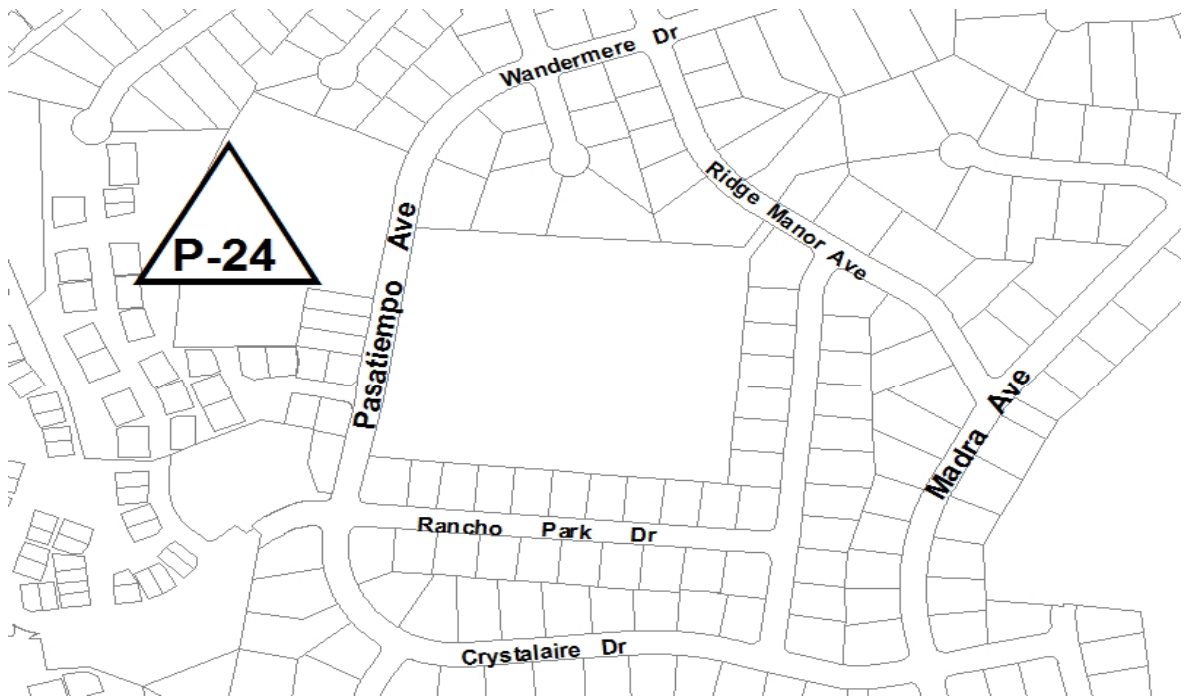 Wandermere Dr
Ridge Manor Ave
P-24
Pasatiempo Ave
Madra Ave
Rancho Park Dr
Crystalaire Dr